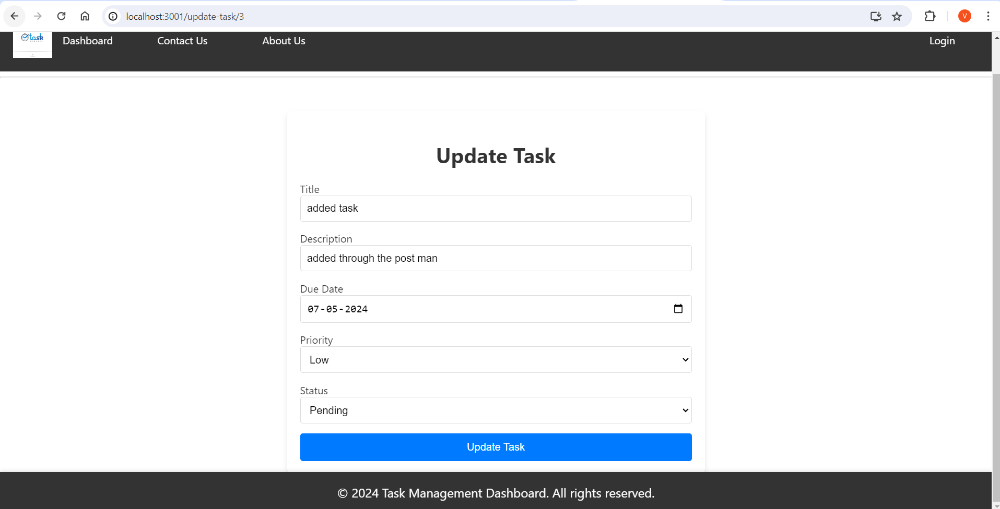 localhost:3001/update-task/3
V
task
Dashboard
Contact Us
About Us
Login
Update Task
Title
added task
Description
added through the post man
Due Date
07-05-2024
Priority
Low
Status
Pending
Update Task
© 2024 Task Management Dashboard. All rights reserved.